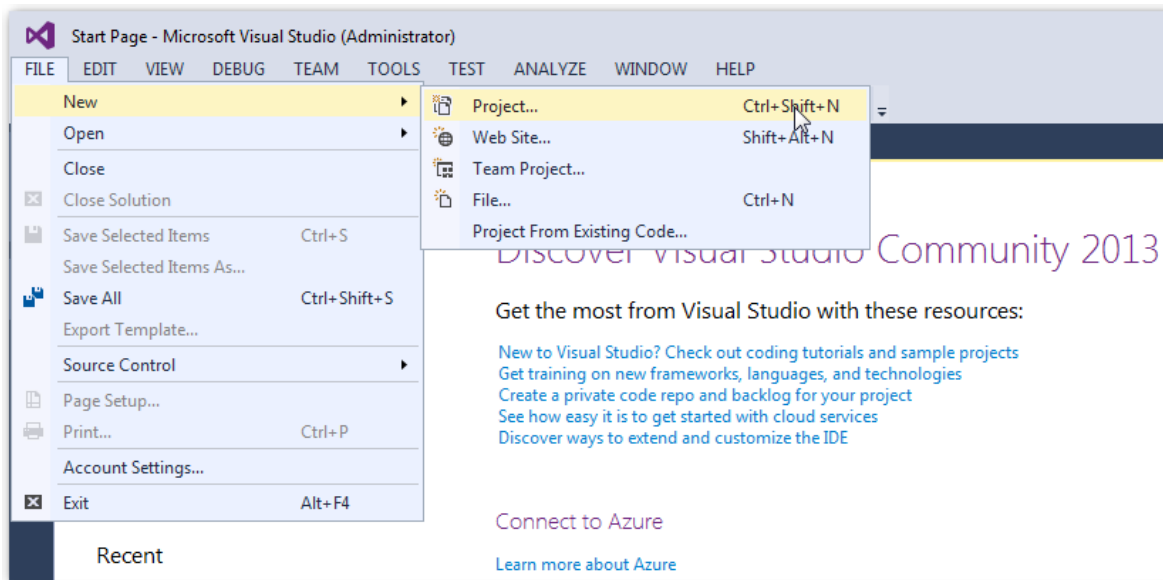 Start Page - Microsoft Visual Studio (Administrator)
FILE EDIT VIEW DEBUG TEAM TOOLS TEST ANALYZE WINDOW HELP
New
Open
Close
Close Solution
Save Selected Items Ctrl+S
Save Selected Items As...
Save All Ctrl+Shift+S
Export Template...
Source Control
Page Setup...
Print... Ctrl+P
Account Settings...
Exit Alt+F4
Project... Ctrl+Shift+N
Web Site... Shift+Alt+N
Team Project...
File... Ctrl+N
Project From Existing Code...
Discover Visual Studio Community 2013
Get the most from Visual Studio with these resources:
New to Visual Studio? Check out coding tutorials and sample projects
Get training on new frameworks, languages, and technologies
Create a private code repo and backlog for your project
See how easy it is to get started with cloud services
Discover ways to extend and customize the IDE
Connect to Azure
Learn more about Azure
Recent